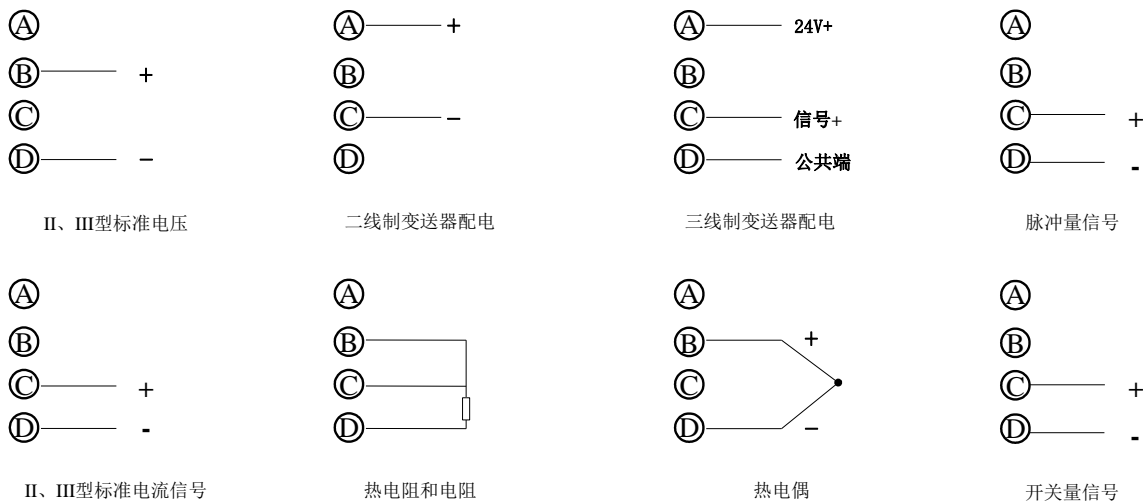 A
B +
C
D −
II、III型标准电压
A +
B
C −
D
二线制变送器配电
A 24V+
B
C 信号+
D 公共端
三线制变送器配电
A
B
C +
D -
脉冲量信号
A
B
C +
D -
II、III型标准电流信号
A
B
C
D
热电阻和电阻
A
B +
C
D −
热电偶
A
B
C +
D -
开关量信号